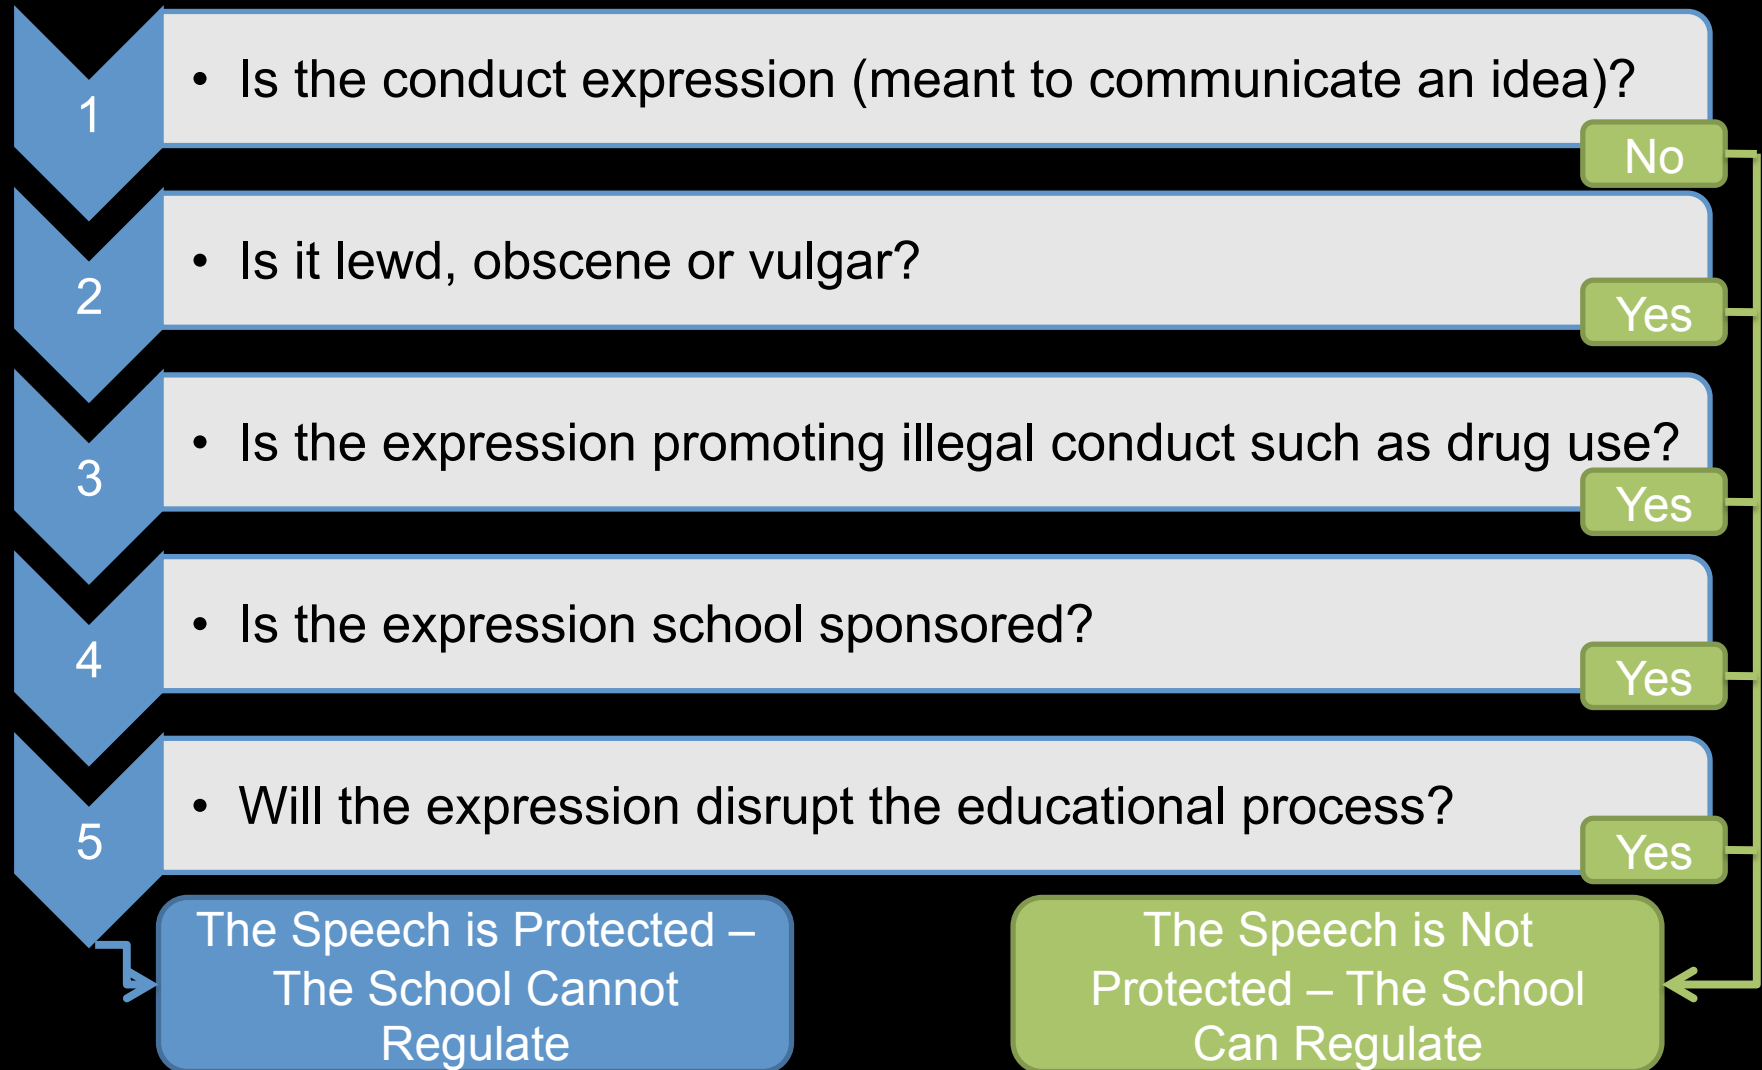 1
• Is the conduct expression (meant to communicate an idea)?
No
2
• Is it lewd, obscene or vulgar?
Yes
3
• Is the expression promoting illegal conduct such as drug use?
Yes
4
• Is the expression school sponsored?
Yes
5
• Will the expression disrupt the educational process?
Yes
The Speech is Protected –
The School Cannot
Regulate
The Speech is Not
Protected – The School
Can Regulate